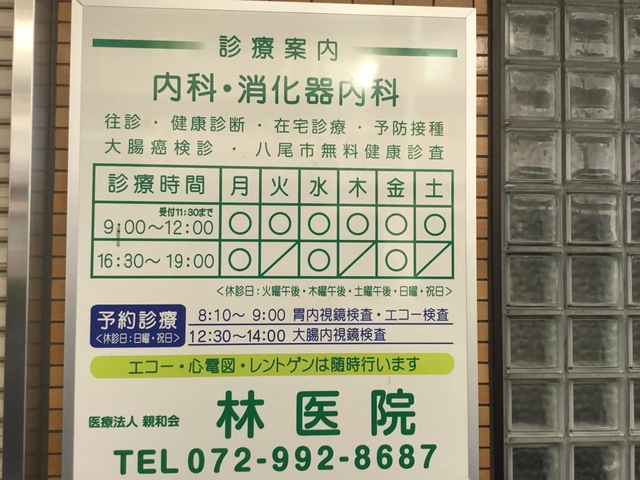 診療案内
内科・消化器内科
往診・健康診断・在宅診療・予防接種
大腸癌検診・八尾市無料健康診査
診療時間 月 火 水 木 金 土
受付11:30まで
9:00〜12:00 ○ ○ ○ ○ ○ ○
16:30〜19:00 ○ ／ ○ ／ ○ ／
<休診日：火曜午後・木曜午後・土曜午後・日曜・祝日>
予約診療 8:10〜 9:00 胃内視鏡検査・エコー検査
<休診日：日曜・祝日> 12:30〜14:00 大腸内視鏡検査
エコー・心電図・レントゲンは随時行います
医療法人 親和会 林医院
TEL 072-992-8687